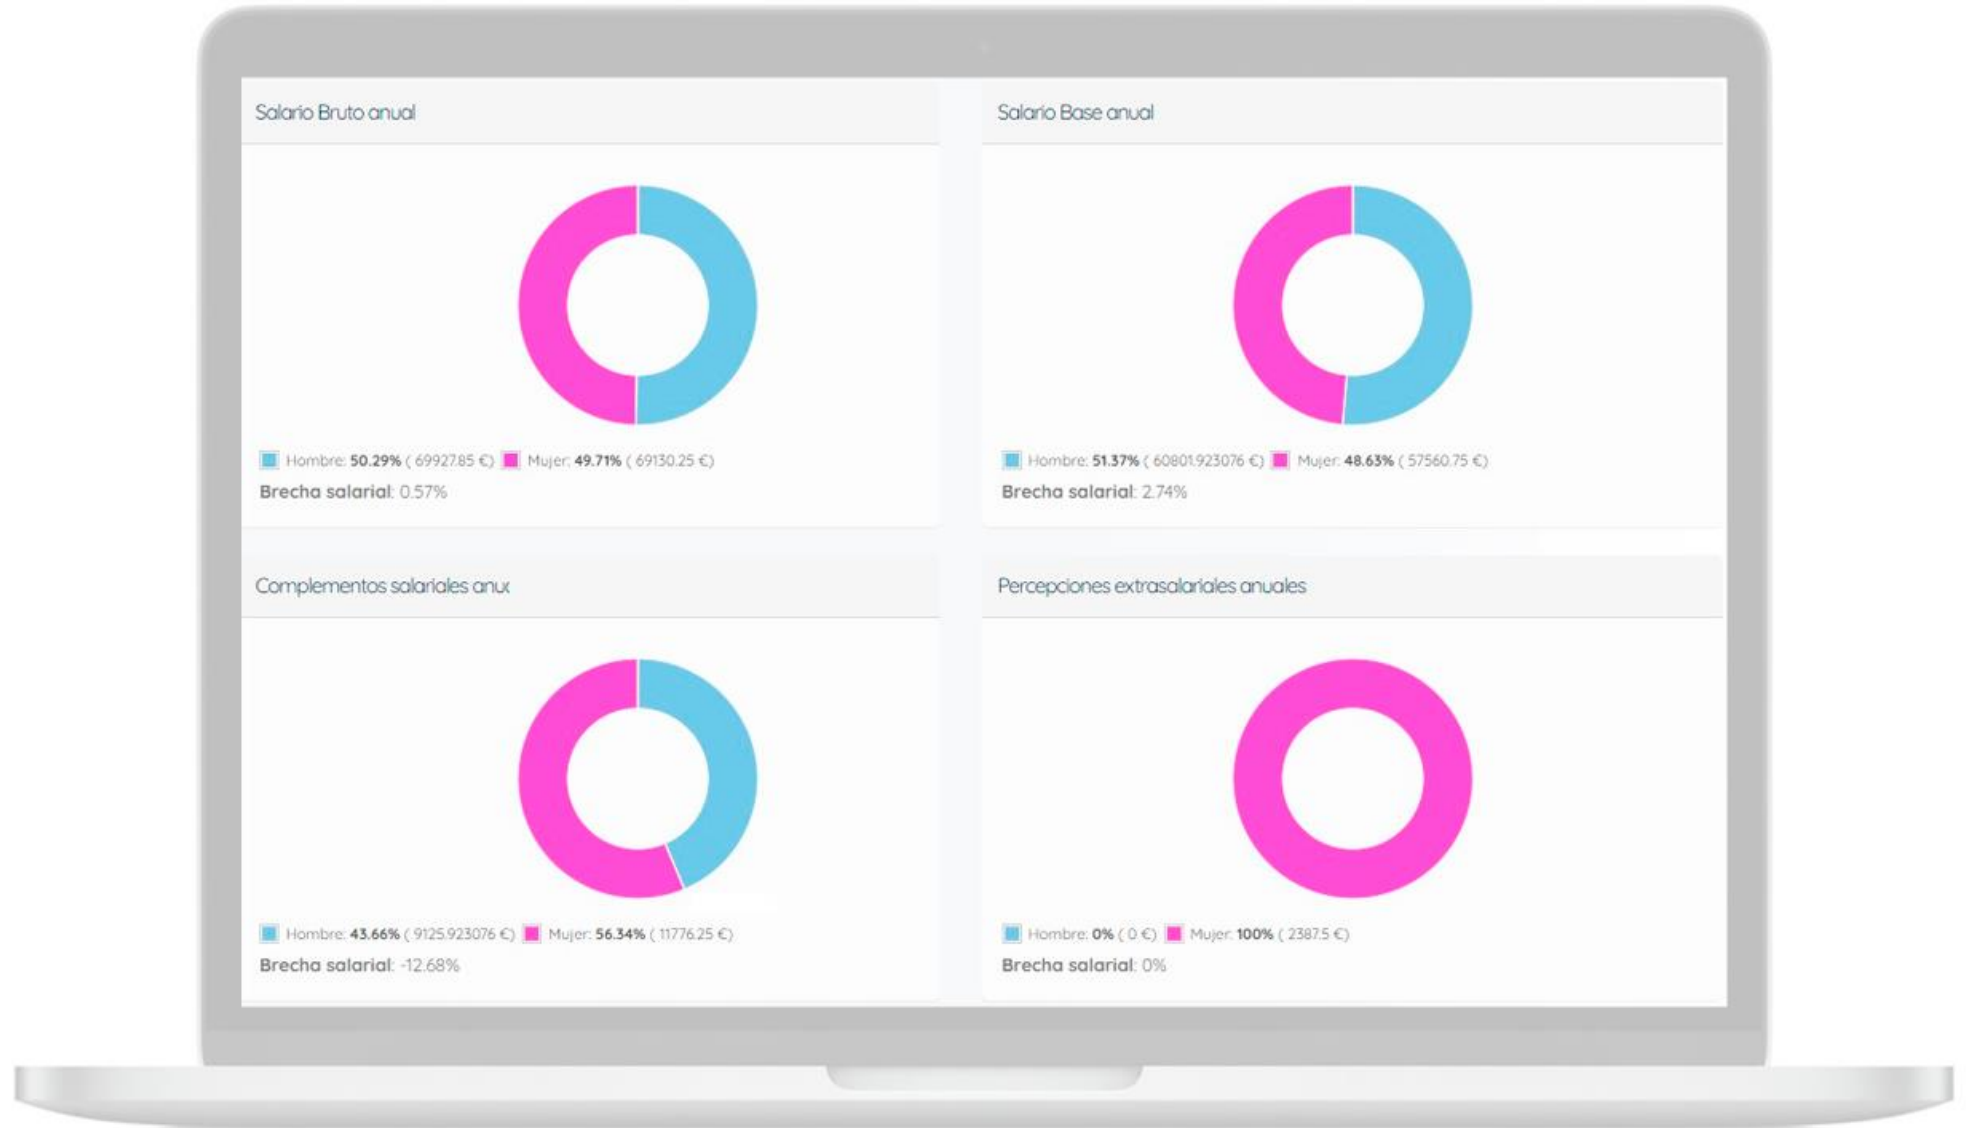 Salario Bruto anual
Hombre: 50.29% ( 69927.85 €) Mujer: 49.71% ( 69130.25 €)
Brecha salarial: 0.57%
Salario Base anual
Hombre: 51.37% ( 60801.923076 €) Mujer: 48.63% ( 57560.75 €)
Brecha salarial: 2.74%
Complementos salariales anux
Hombre: 43.66% ( 9125.923076 €) Mujer: 56.34% ( 11776.25 €)
Brecha salarial: -12.68%
Percepciones extrasalariales anuales
Hombre: 0% ( 0 €) Mujer: 100% ( 2387.5 €)
Brecha salarial: 0%